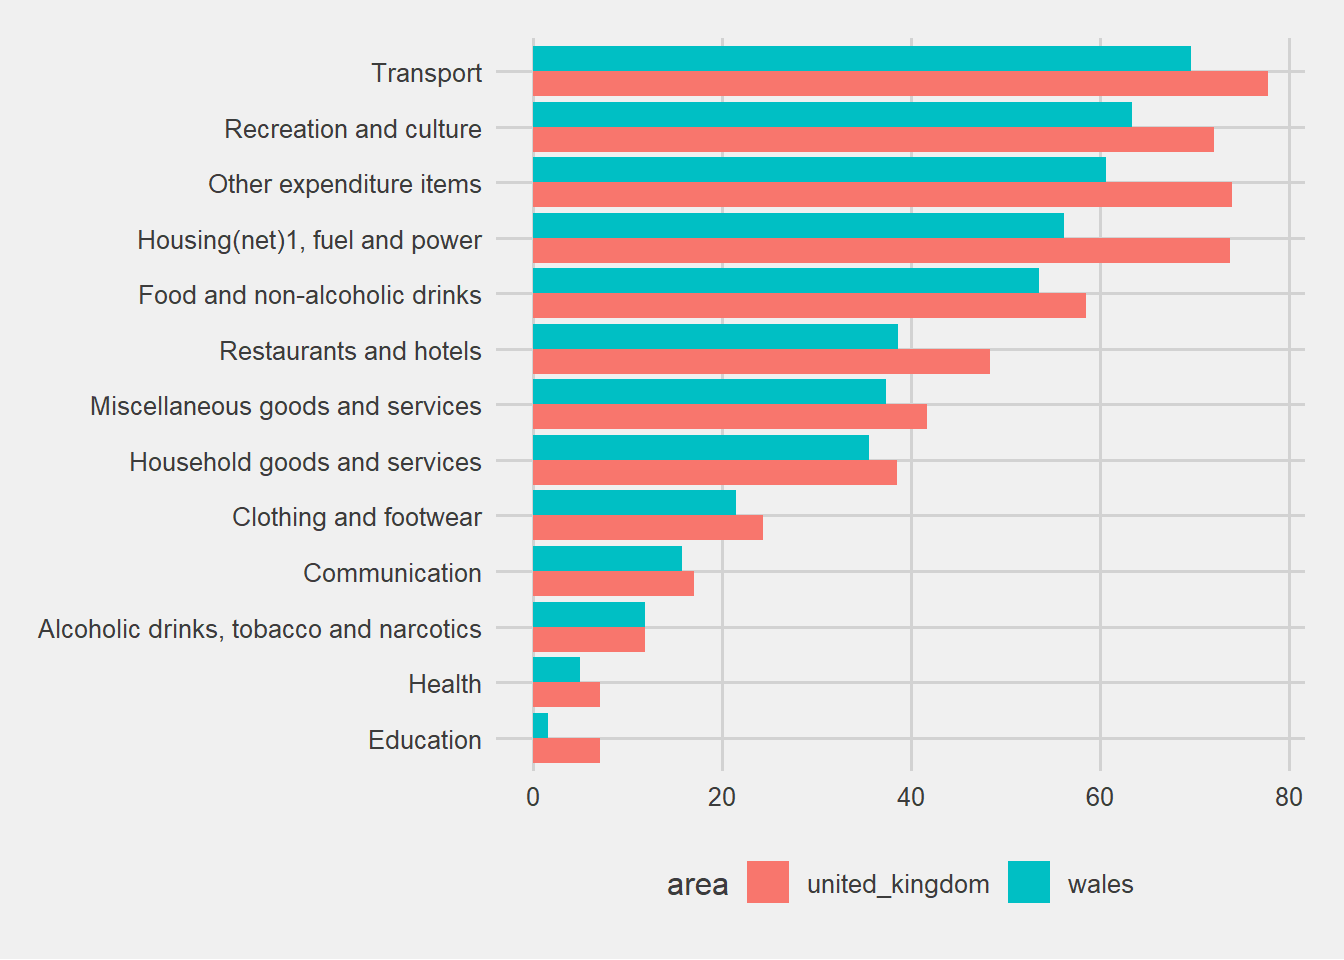 Transport
Recreation and culture
Other expenditure items
Housing(net)1, fuel and power
Food and non-alcoholic drinks
Restaurants and hotels
Miscellaneous goods and services
Household goods and services
Clothing and footwear
Communication
Alcoholic drinks, tobacco and narcotics
Health
Education
0 20 40 60 80
area united_kingdom wales